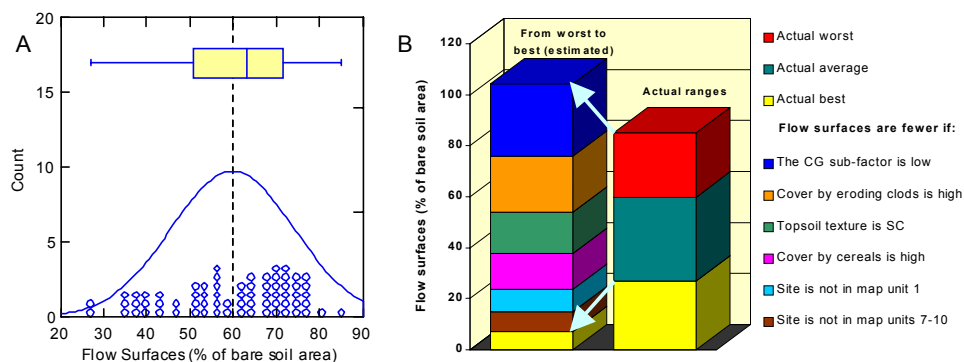 A
Count
20
15
10
5
0
20 30 40 50 60 70 80 90
Flow Surfaces (% of bare soil area)
B
Flow surfaces (% of bare soil area)
120
100
80
60
40
20
0
From worst to
best (estimated)
Actual ranges
Actual worst
Actual average
Actual best
Flow surfaces are fewer if:
The CG sub-factor is low
Cover by eroding clods is high
Topsoil texture is SC
Cover by cereals is high
Site is not in map unit 1
Site is not in map units 7-10